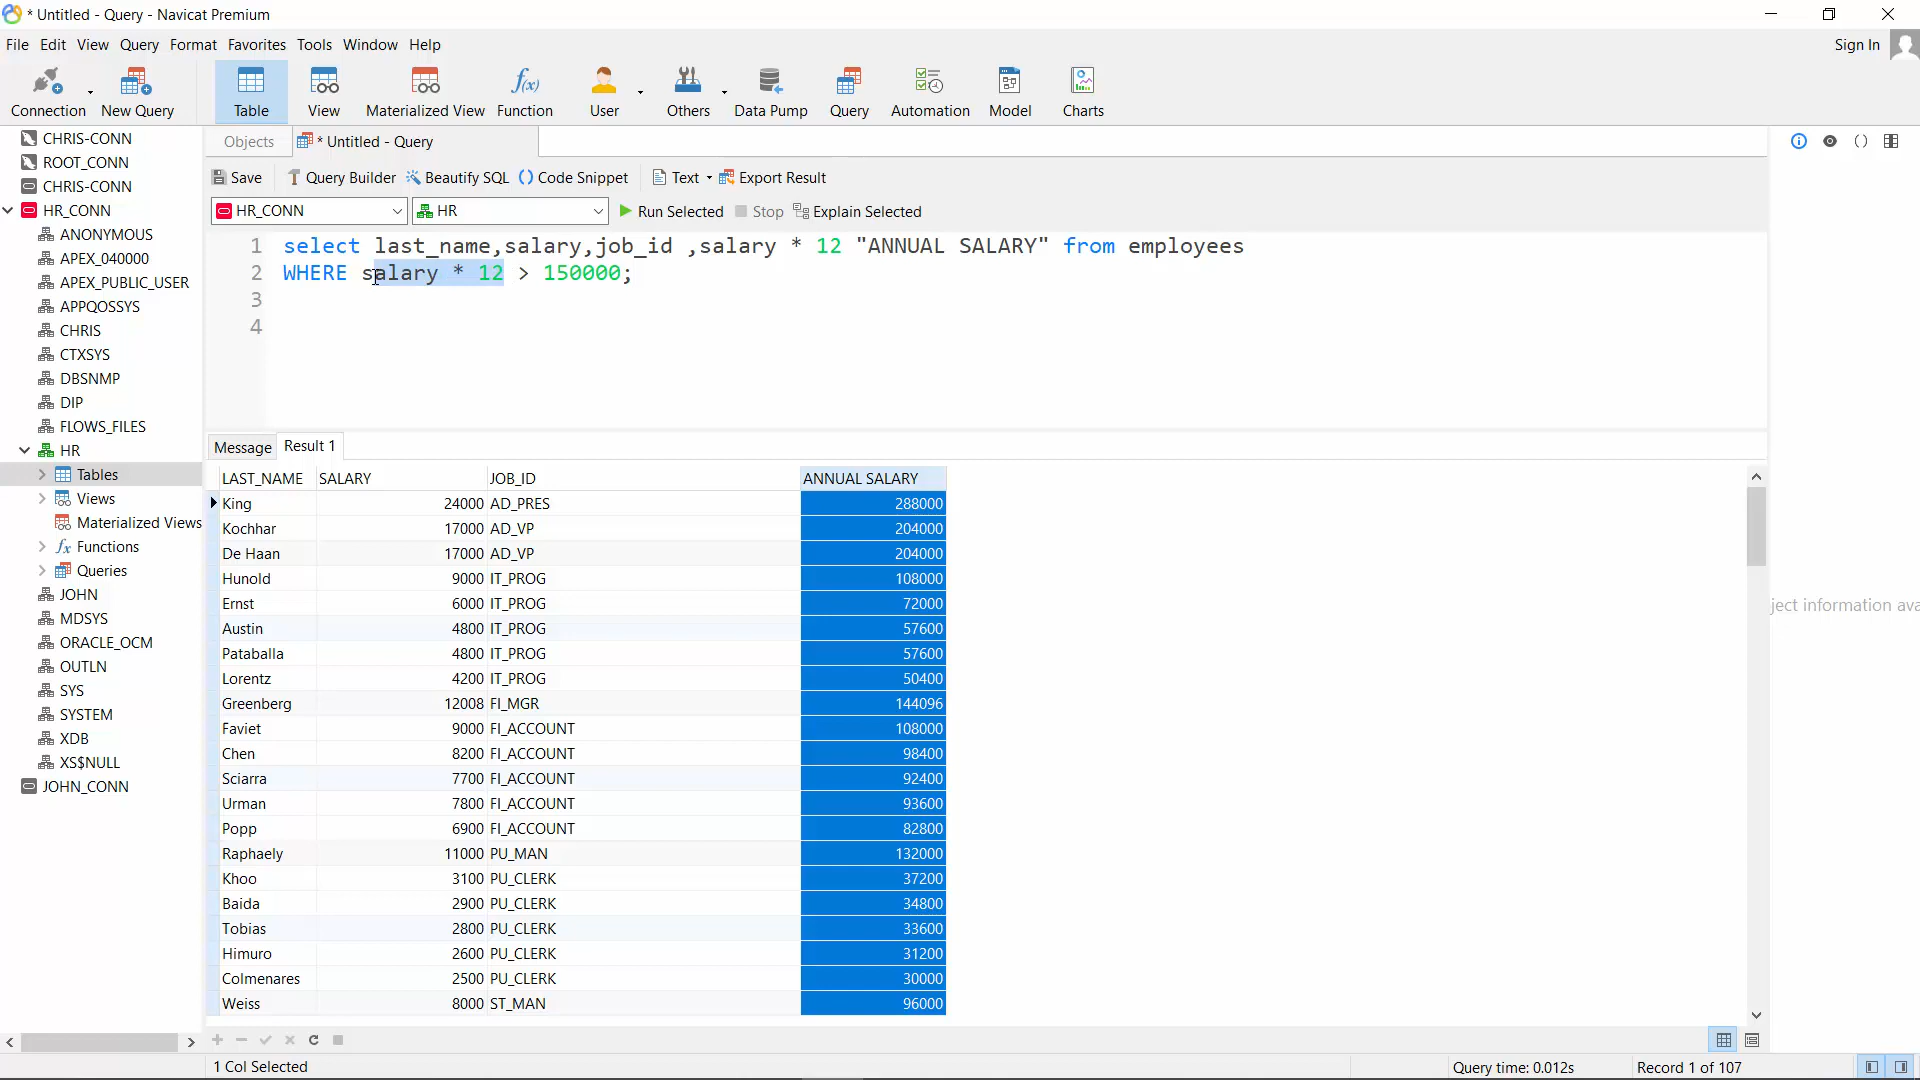 * Untitled - Query - Navicat Premium
File Edit View Query Format Favorites Tools Window Help
Sign In
Connection New Query Table View Materialized View Function User Others Data Pump Query Automation Model Charts
CHRIS-CONN
ROOT_CONN
CHRIS-CONN
HR_CONN
ANONYMOUS
APEX_040000
APEX_PUBLIC_USER
APPQOSSYS
CHRIS
CTXSYS
DBSNMP
DIP
FLOWS_FILES
HR
Tables
Views
Materialized Views
fx Functions
Queries
JOHN
MDSYS
ORACLE_OCM
OUTLN
SYS
SYSTEM
XDB
XS$NULL
JOHN_CONN
Objects * Untitled - Query
Save Query Builder Beautify SQL () Code Snippet Text Export Result
HR_CONN HR Run Selected Stop Explain Selected
1 select last_name,salary,job_id ,salary * 12 "ANNUAL SALARY" from employees
2 WHERE salary * 12 > 150000;
3
4
Message Result 1
LAST_NAME SALARY JOB_ID ANNUAL SALARY
King 24000 AD_PRES 288000
Kochhar 17000 AD_VP 204000
De Haan 17000 AD_VP 204000
Hunold 9000 IT_PROG 108000
Ernst 6000 IT_PROG 72000
Austin 4800 IT_PROG 57600
Pataballa 4800 IT_PROG 57600
Lorentz 4200 IT_PROG 50400
Greenberg 12008 FI_MGR 144096
Faviet 9000 FI_ACCOUNT 108000
Chen 8200 FI_ACCOUNT 98400
Sciarra 7700 FI_ACCOUNT 92400
Urman 7800 FI_ACCOUNT 93600
Popp 6900 FI_ACCOUNT 82800
Raphaely 11000 PU_MAN 132000
Khoo 3100 PU_CLERK 37200
Baida 2900 PU_CLERK 34800
Tobias 2800 PU_CLERK 33600
Himuro 2600 PU_CLERK 31200
Colmenares 2500 PU_CLERK 30000
Weiss 8000 ST_MAN 96000
ject information ava
1 Col Selected Query time: 0.012s Record 1 of 107